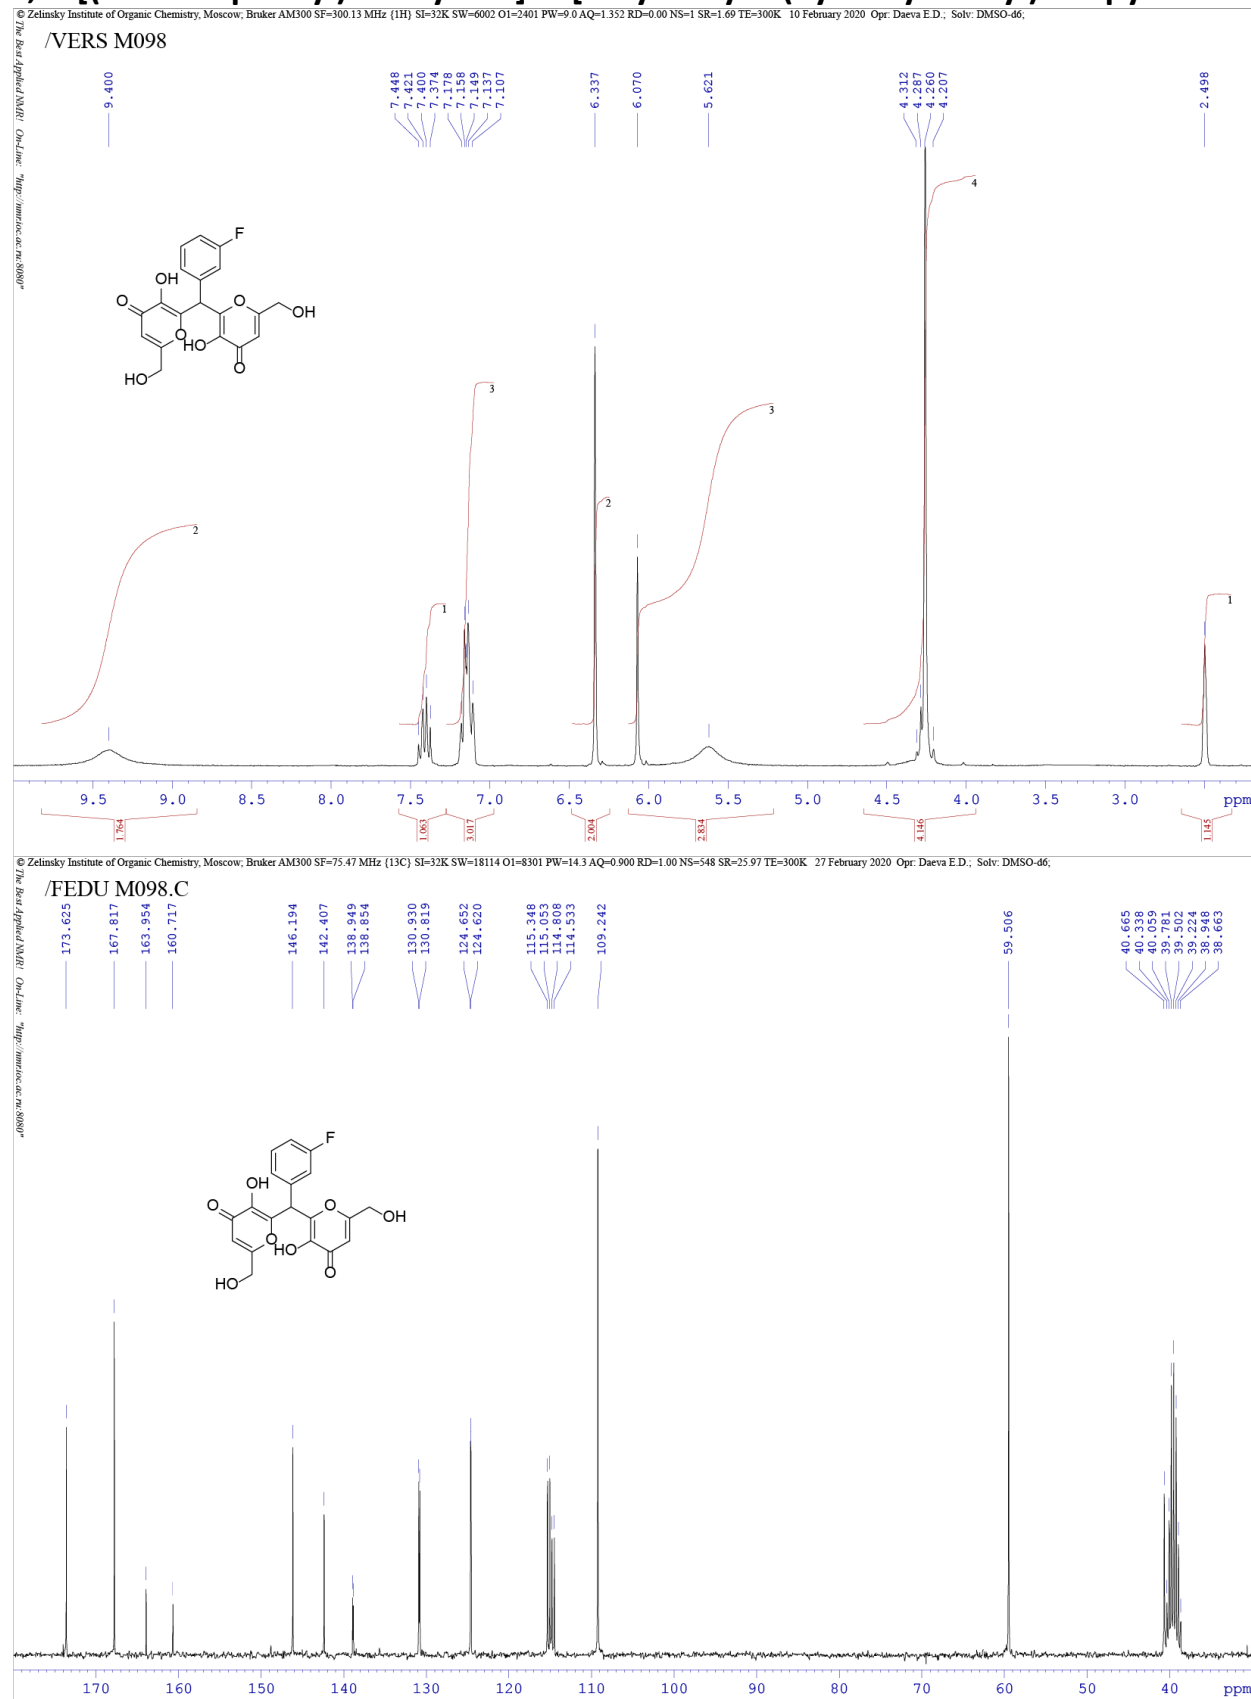 © Zelinsky Institute of Organic Chemistry, Moscow; Bruker AM300 SF=300.13 MHz {1H} SI=32K SW=6002 O1=2401 PW=9.0 AQ=1.352 RD=0.00 NS=1 SR=1.69 TE=300K 10 February 2020 Opr: Daeva E.D.; Solv: DMSO-d6;
The Best Applied NMR! On-Line: "http://nmr.ioc.ac.ru:8080"
/VERS M098
9.400
7.448
7.421
7.400
7.374
7.178
7.158
7.149
7.137
7.107
6.337
6.070
5.621
4.312
4.287
4.260
4.207
2.498
F
OH
O
O
OH
O
HO
O
HO
2
1
3
2
3
4
1
9.5 9.0 8.5 8.0 7.5 7.0 6.5 6.0 5.5 5.0 4.5 4.0 3.5 3.0 ppm
1.764
1.063
3.017
2.004
2.834
4.146
1.145
© Zelinsky Institute of Organic Chemistry, Moscow; Bruker AM300 SF=75.47 MHz {13C} SI=32K SW=18114 O1=8301 PW=14.3 AQ=0.900 RD=1.00 NS=548 SR=25.97 TE=300K 27 February 2020 Opr: Daeva E.D.; Solv: DMSO-d6;
The Best Applied NMR! On-Line: "http://nmr.ioc.ac.ru:8080"
/FEDU M098.C
173.625
167.817
163.954
160.717
146.194
142.407
138.949
138.854
130.930
130.819
124.652
124.620
115.348
115.053
114.808
114.533
109.242
59.506
40.665
40.338
40.059
39.781
39.502
39.224
38.948
38.663
F
OH
O
O
OH
O
HO
O
HO
170 160 150 140 130 120 110 100 90 80 70 60 50 40 ppm